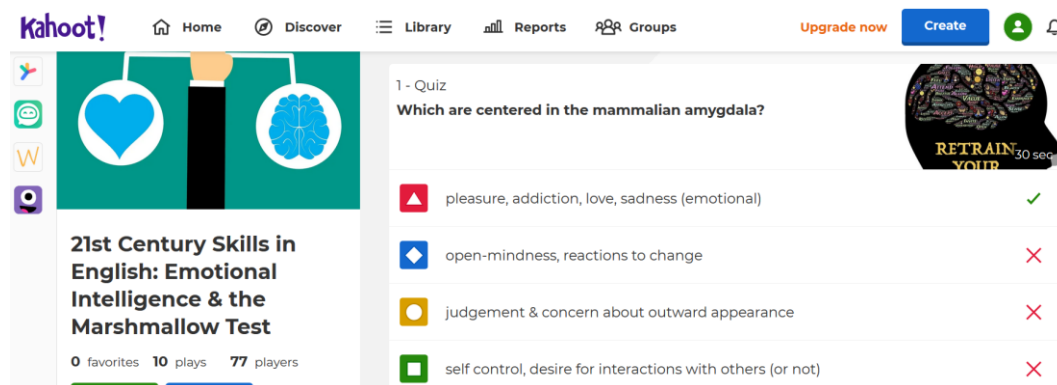 Kahoot!
Home
Discover
Library
Reports
Groups
Upgrade now
Create
21st Century Skills in
English: Emotional
Intelligence & the
Marshmallow Test
0 favorites 10 plays 77 players
1 - Quiz
Which are centered in the mammalian amygdala?
RETRAIN
YOUR
30 sec
pleasure, addiction, love, sadness (emotional)
open-mindness, reactions to change
judgement & concern about outward appearance
self control, desire for interactions with others (or not)